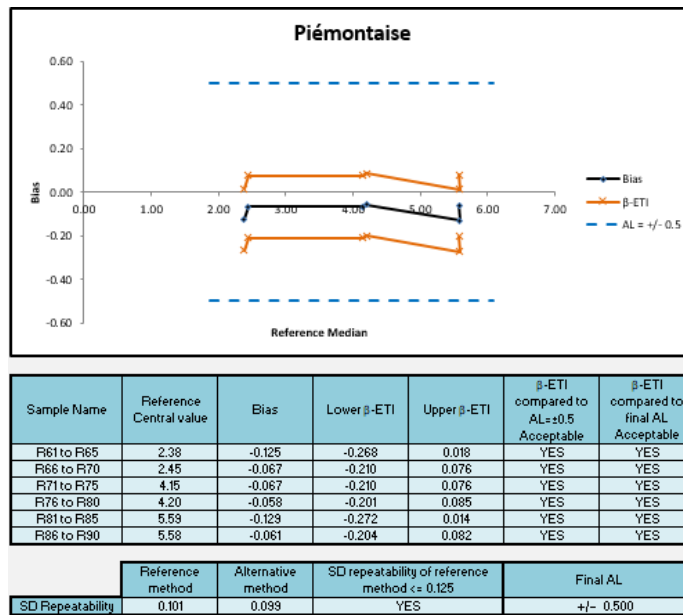 Piémontaise
0.60
0.40
0.20
0.00
0.00
1.00
2.00
3.00
4.00
5.00
6.00
7.00
-0.20
-0.40
-0.60
Bias
Reference Median
Bias
β-ETI
AL = +/- 0.5
Sample Name | Reference Central value | Bias | Lower β-ETI | Upper β-ETI | β-ETI compared to AL=±0.5 Acceptable | β-ETI compared to final AL Acceptable
R61 to R65 | 2.38 | -0.125 | -0.268 | 0.018 | YES | YES
R66 to R70 | 2.45 | -0.067 | -0.210 | 0.076 | YES | YES
R71 to R75 | 4.15 | -0.067 | -0.210 | 0.076 | YES | YES
R76 to R80 | 4.20 | -0.058 | -0.201 | 0.085 | YES | YES
R81 to R85 | 5.59 | -0.129 | -0.272 | 0.014 | YES | YES
R86 to R90 | 5.58 | -0.061 | -0.204 | 0.082 | YES | YES
Reference method | Alternative method | SD repeatability of reference method <= 0.125 | Final AL
SD Repeatability | 0.101 | 0.099 | YES | +/- 0.500